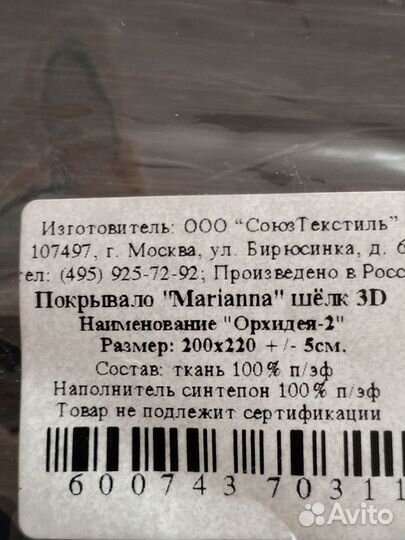 Изготовитель: ООО “СоюзТекстиль”
107497, г. Москва, ул. Бирюсинка, д. 6
тел: (495) 925-72-92; Произведено в Росс
Покрывало "Marianna" шёлк 3D
Наименование "Орхидея-2"
Размер: 200х220 +/- 5см.
Состав: ткань 100% п/эф
Наполнитель синтепон 100% п/эф
Товар не подлежит сертификации
600743 70311
Avito